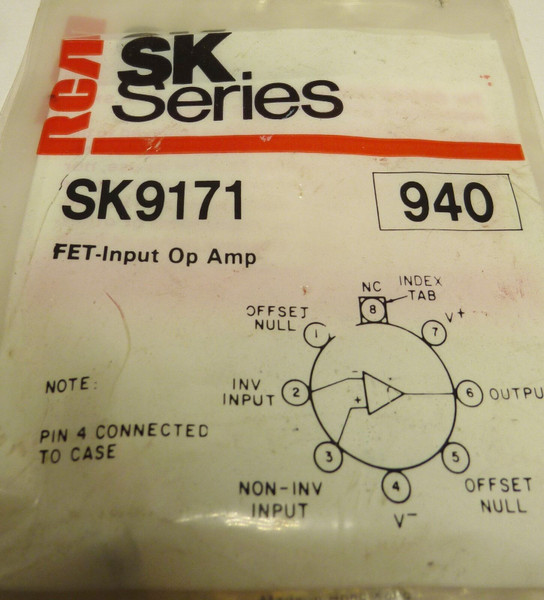 RCA
SK
Series
SK9171
940
FET-Input Op Amp
NC
INDEX
TAB
8
OFFSET
NULL
1
7
V+
NOTE:
INV
INPUT
2
-
+
6
OUTPU
PIN 4 CONNECTED
TO CASE
3
5
NON-INV
INPUT
4
V-
OFFSET
NULL